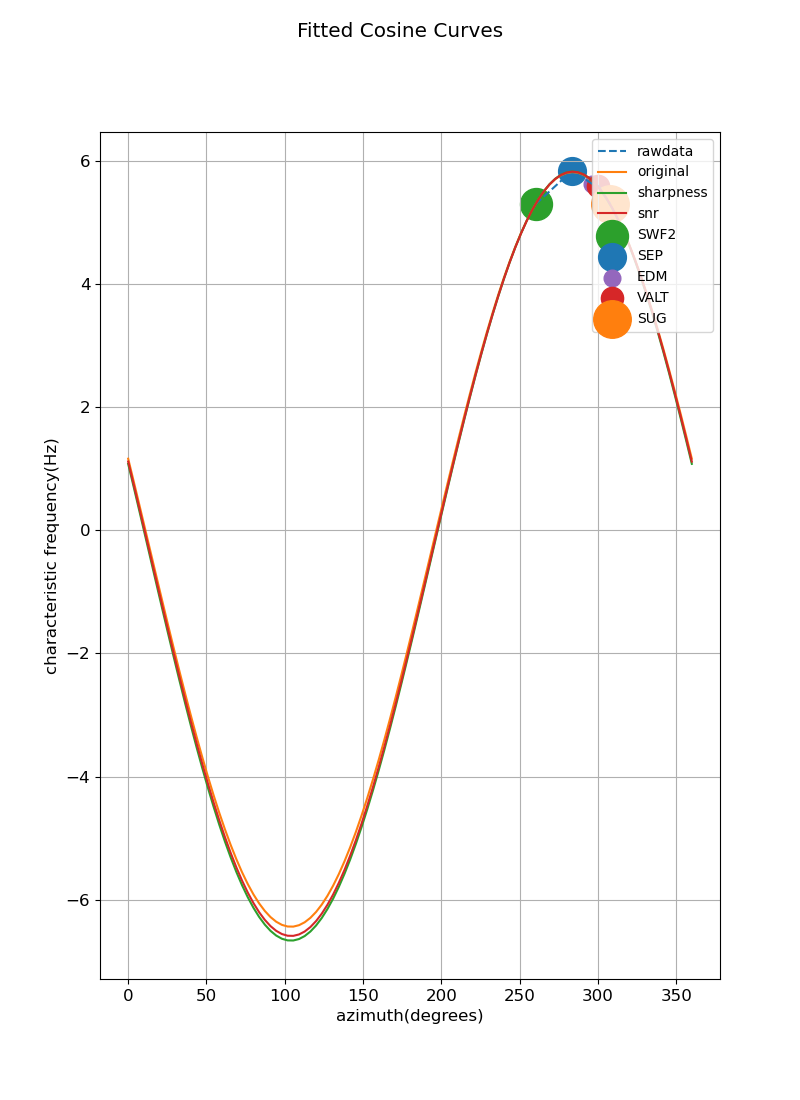 Fitted Cosine Curves
rawdata
original
sharpness
snr
SWF2
SEP
EDM
VALT
SUG
characteristic frequency(Hz)
6
4
2
0
−2
−4
−6
0 50 100 150 200 250 300 350
azimuth(degrees)